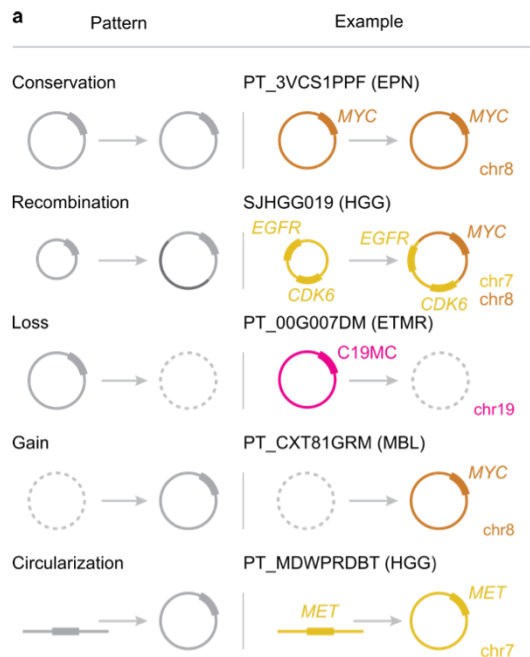 a
Pattern Example
Conservation PT_3VCS1PPF (EPN)
MYC MYC
chr8
Recombination SJHGG019 (HGG)
EGFR EGFR MYC
chr7
CDK6 CDK6 chr8
Loss PT_00G007DM (ETMR)
C19MC
chr19
Gain PT_CXT81GRM (MBL)
MYC
chr8
Circularization PT_MDWPRDBT (HGG)
MET MET
chr7